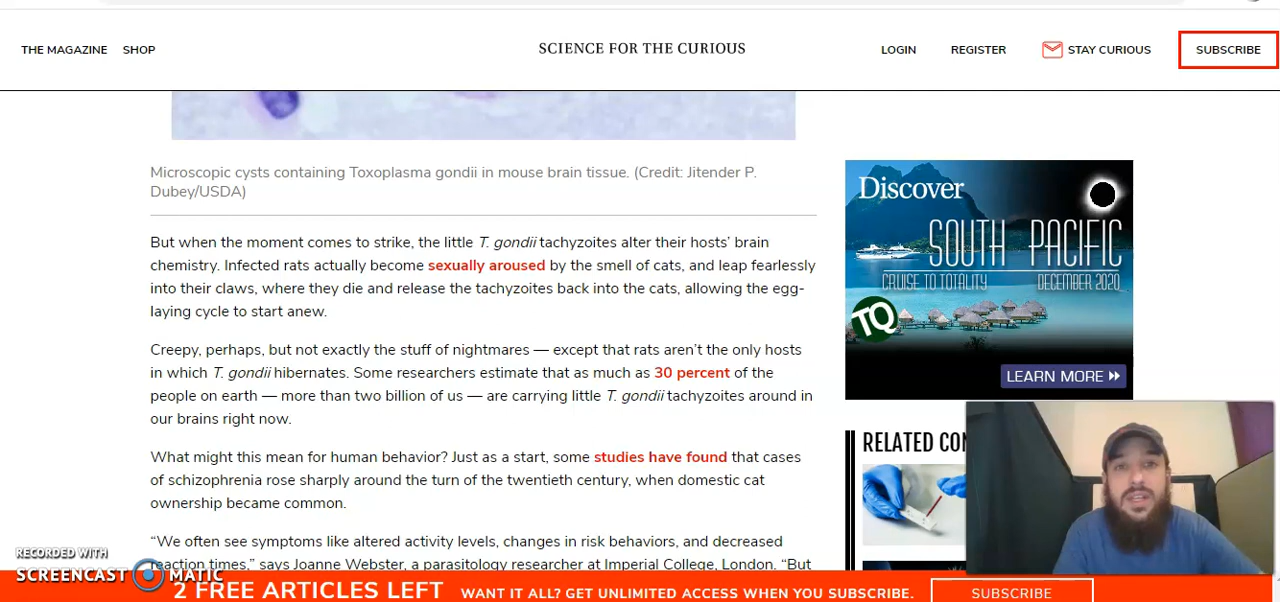 THE MAGAZINE SHOP SCIENCE FOR THE CURIOUS LOGIN REGISTER STAY CURIOUS SUBSCRIBE
Microscopic cysts containing Toxoplasma gondii in mouse brain tissue. (Credit: Jitender P.
Dubey/USDA)
But when the moment comes to strike, the little T. gondii tachyzoites alter their hosts' brain
chemistry. Infected rats actually become sexually aroused by the smell of cats, and leap fearlessly
into their claws, where they die and release the tachyzoites back into the cats, allowing the egg-
laying cycle to start anew.
Creepy, perhaps, but not exactly the stuff of nightmares — except that rats aren't the only hosts
in which T. gondii hibernates. Some researchers estimate that as much as 30 percent of the
people on earth — more than two billion of us — are carrying little T. gondii tachyzoites around in
our brains right now.
What might this mean for human behavior? Just as a start, some studies have found that cases
of schizophrenia rose sharply around the turn of the twentieth century, when domestic cat
ownership became common.
“We often see symptoms like altered activity levels, changes in risk behaviors, and decreased
reaction times,” says Joanne Webster, a parasitology researcher at Imperial College, London. “But
Discover
SOUTH PACIFIC
CRUISE TO TOTALITY DECEMBER 2020
TQ
LEARN MORE
RELATED CON
RECORDED WITH
SCREENCAST MATIC
2 FREE ARTICLES LEFT WANT IT ALL? GET UNLIMITED ACCESS WHEN YOU SUBSCRIBE. SUBSCRIBE